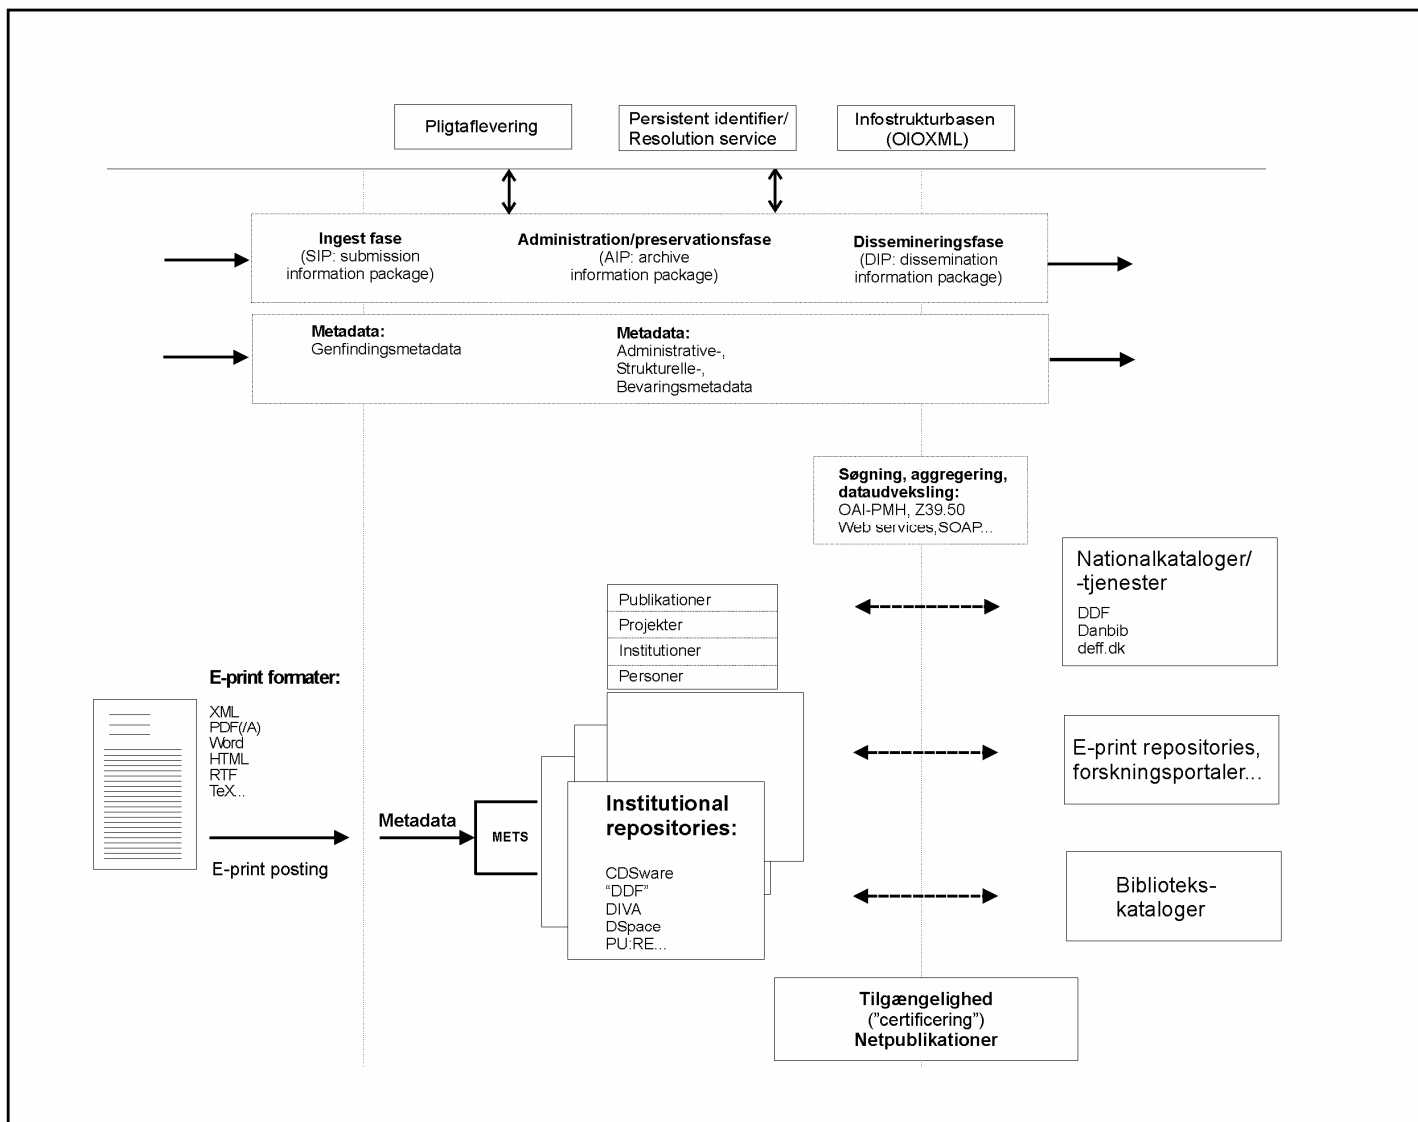 Pligtaflevering
Persistent identifier/
Resolution service
Infostrukturbasen
(OIOXML)
Ingest fase
(SIP: submission
information package)
Administration/preservationsfase
(AIP: archive
information package)
Dissemineringsfase
(DIP: dissemination
information package)
Metadata:
Genfindingsmetadata
Metadata:
Administrative-,
Strukturelle-,
Bevaringsmetadata
Søgning, aggregering,
dataudveksling:
OAI-PMH, Z39.50
Web services,SOAP...
Nationalkataloger/
-tjenester
DDF
Danbib
deff.dk
Publikationer
Projekter
Institutioner
Personer
E-print formater:
XML
PDF(/A)
Word
HTML
RTF
TeX...
E-print posting
Metadata
METS
Institutional
repositories:
CDSware
“DDF”
DIVA
DSpace
PU:RE...
E-print repositories,
forskningsportaler...
Biblioteks-
kataloger
Tilgængelighed
(”certificering”)
Netpublikationer